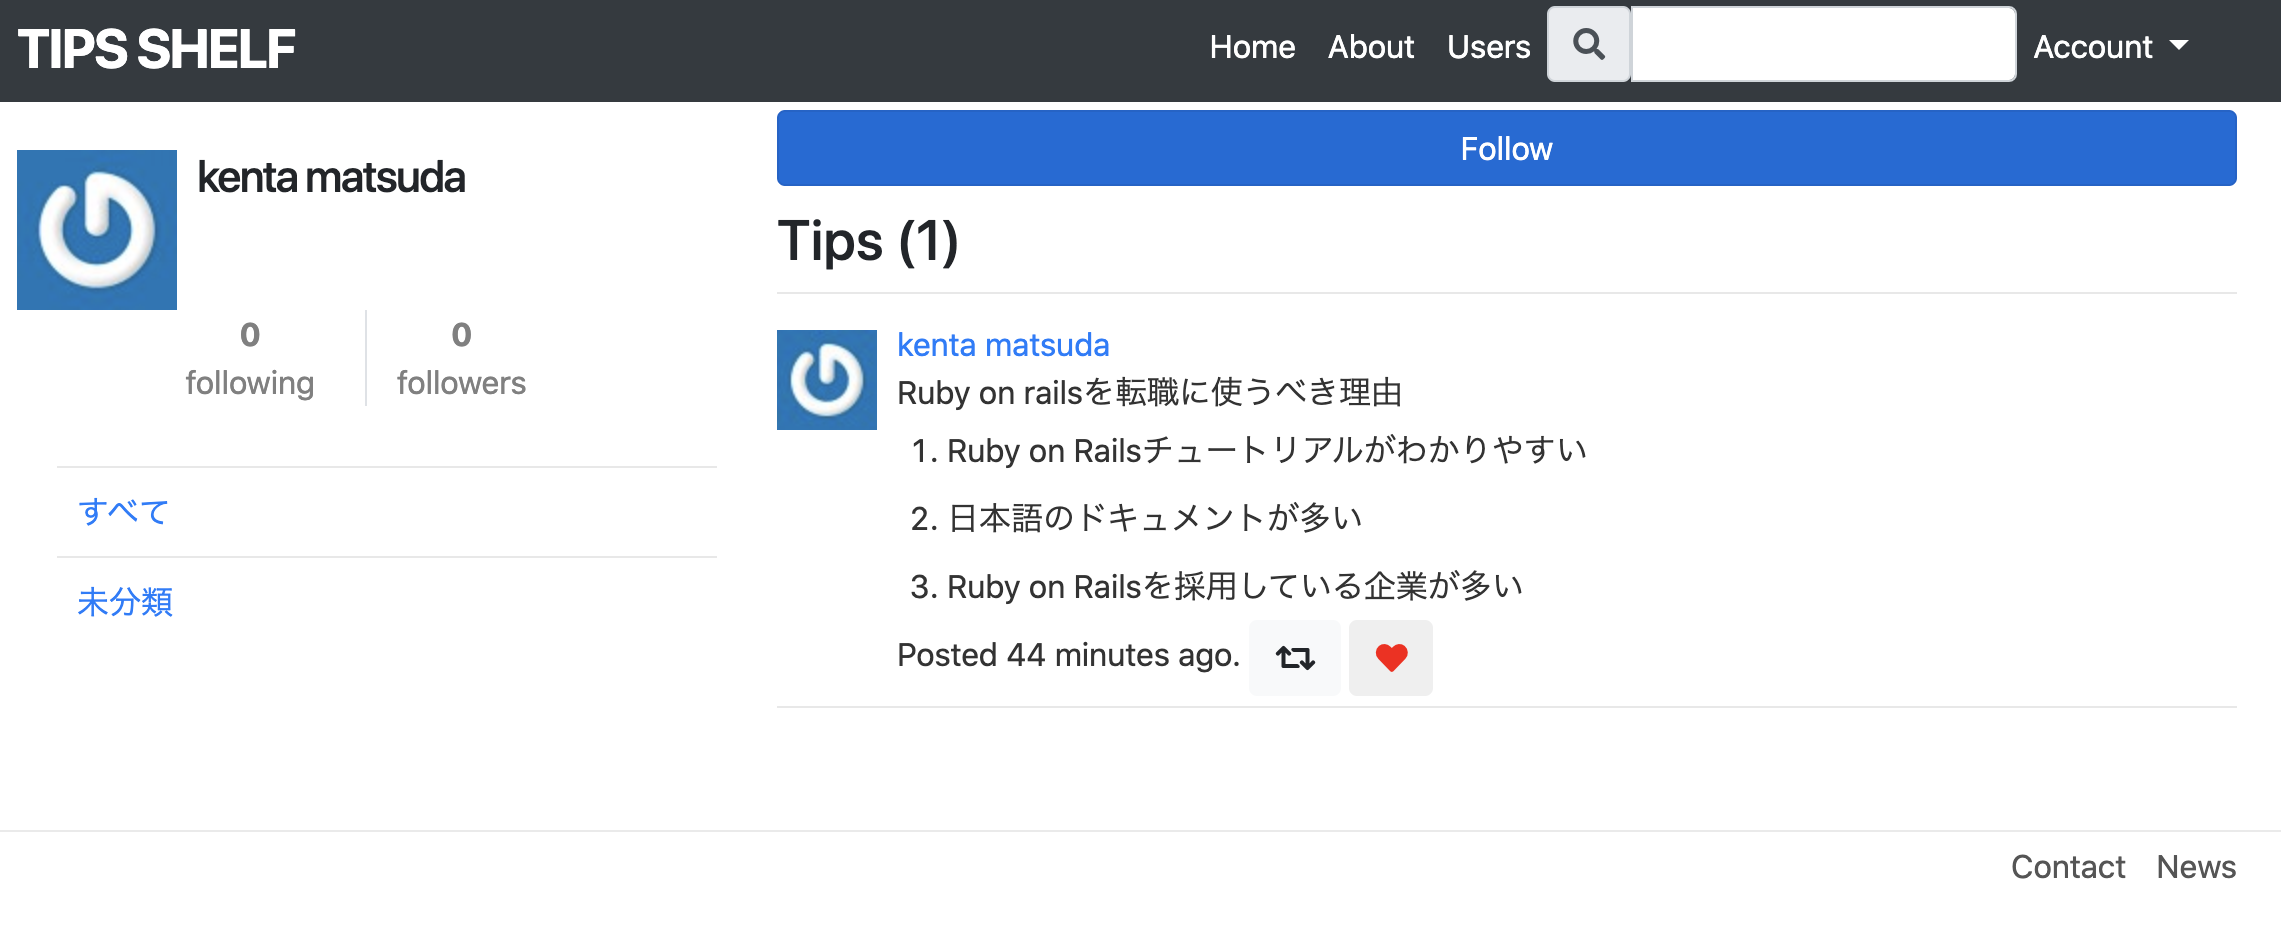 TIPS SHELF
Home About Users Account
kenta matsuda
0 following
0 followers
すべて
未分類
Follow
Tips (1)
kenta matsuda
Ruby on railsを転職に使うべき理由
1. Ruby on Railsチュートリアルがわかりやすい
2. 日本語のドキュメントが多い
3. Ruby on Railsを採用している企業が多い
Posted 44 minutes ago.
Contact News